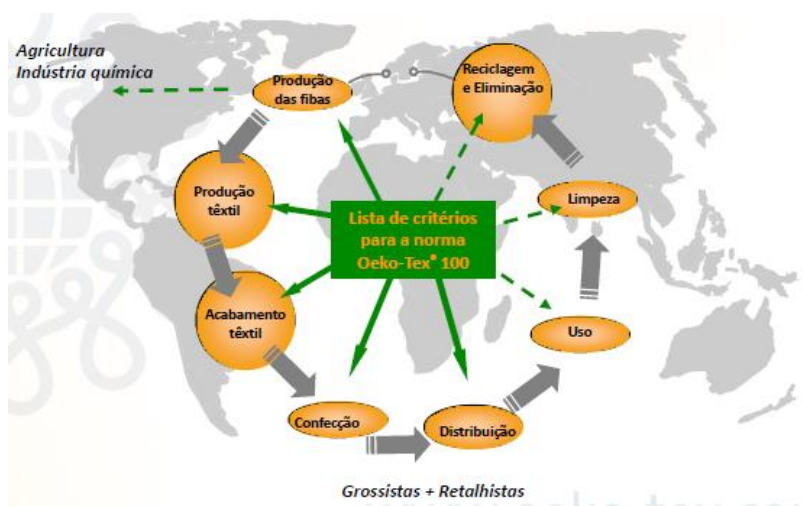 Agricultura
Indústria química
Produção
das fibas
Reciclagem
e Eliminação
Produção
têxtil
Lista de critérios
para a norma
Oeko-Tex® 100
Limpeza
Acabamento
têxtil
Uso
Confecção
Distribuição
Grossistas + Retalhistas